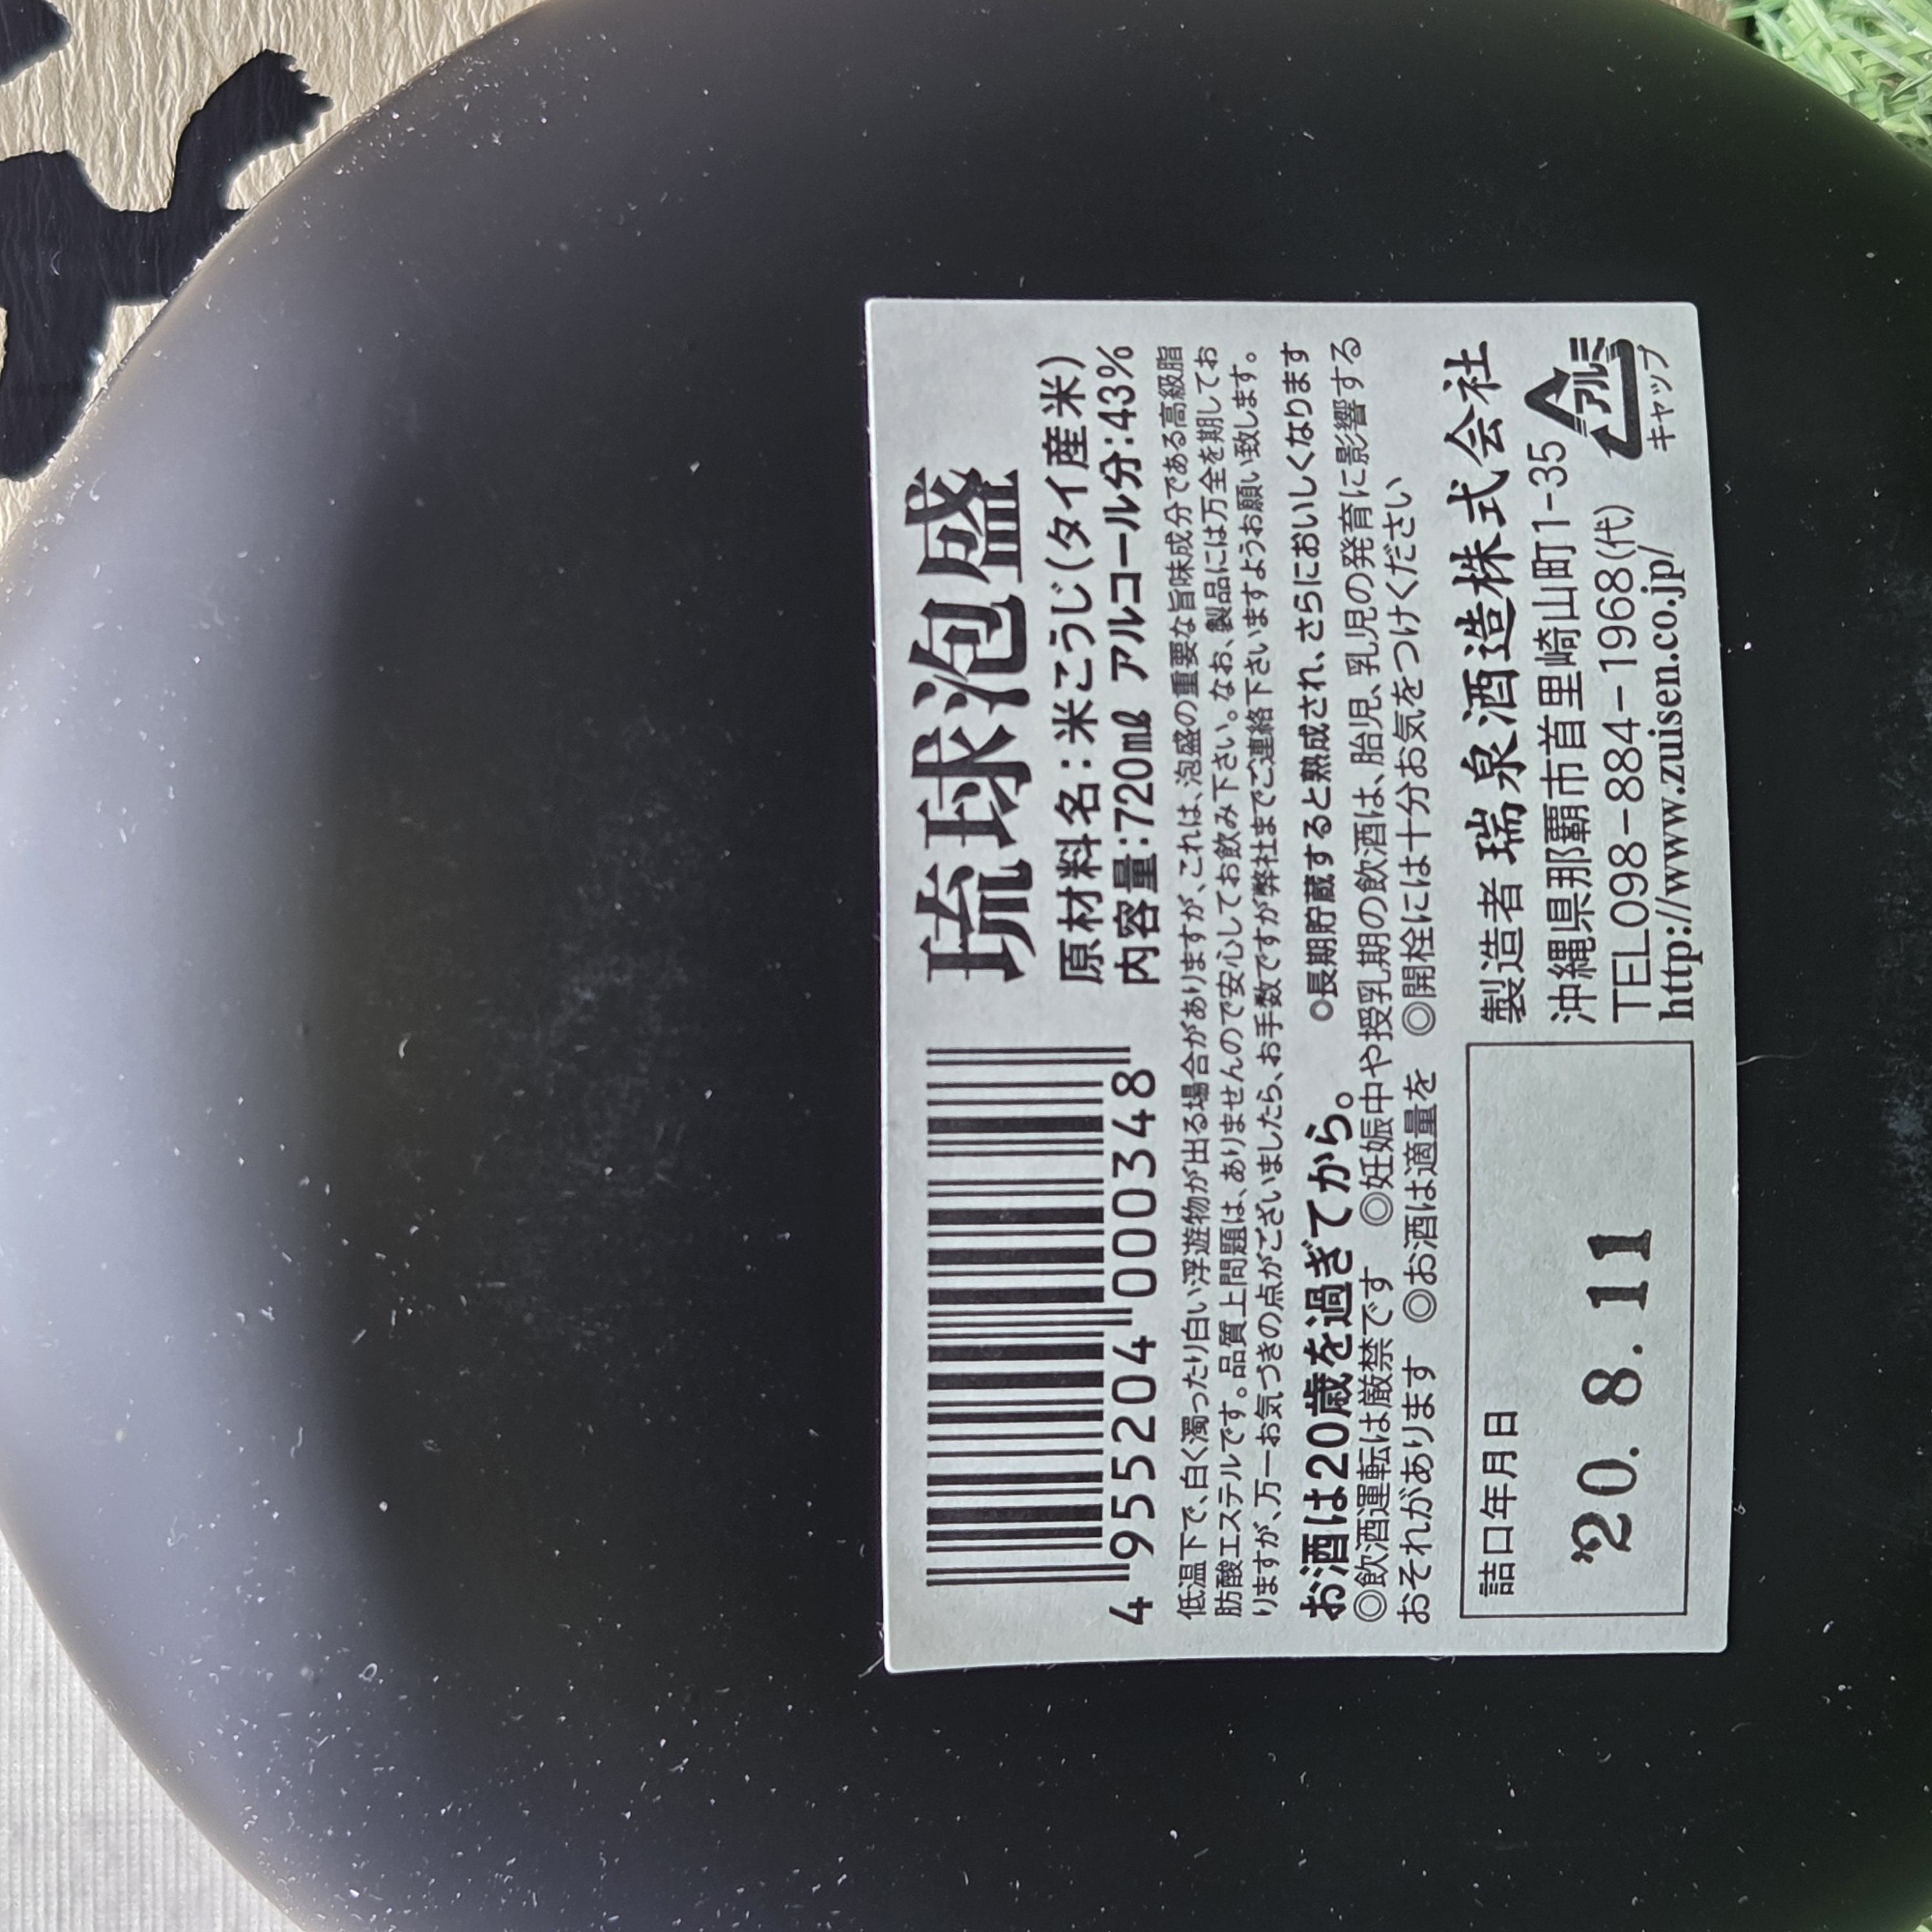 琉球泡盛
原材料名：米こうじ（タイ産米）
内容量：720㎖ アルコール分：43%
4 955204 000348
低温下で、白く濁ったり白い浮遊物が出る場合がありますが、これは、泡盛の重要な旨味成分である高級脂
肪酸エステルです。品質上問題は、ありませんので安心してお飲み下さい。なお、製品には万全を期してお
りますが、万一お気づきの点がございましたら、お手数ですが弊社までご連絡下さいますようお願い致します。
お酒は20歳を過ぎてから。 ◎長期貯蔵すると熟成され、さらにおいしくなります
◎飲酒運転は厳禁です ◎妊娠中や授乳期の飲酒は、胎児、乳児の発育に影響する
おそれがあります ◎お酒は適量を ◎開栓には十分お気をつけください
詰口年月日
'20. 8. 11
製造者 瑞泉酒造株式会社
沖縄県那覇市首里崎山町1-35
TEL098-884-1968(代)
http://www.zuisen.co.jp/
アルミ
キャップ